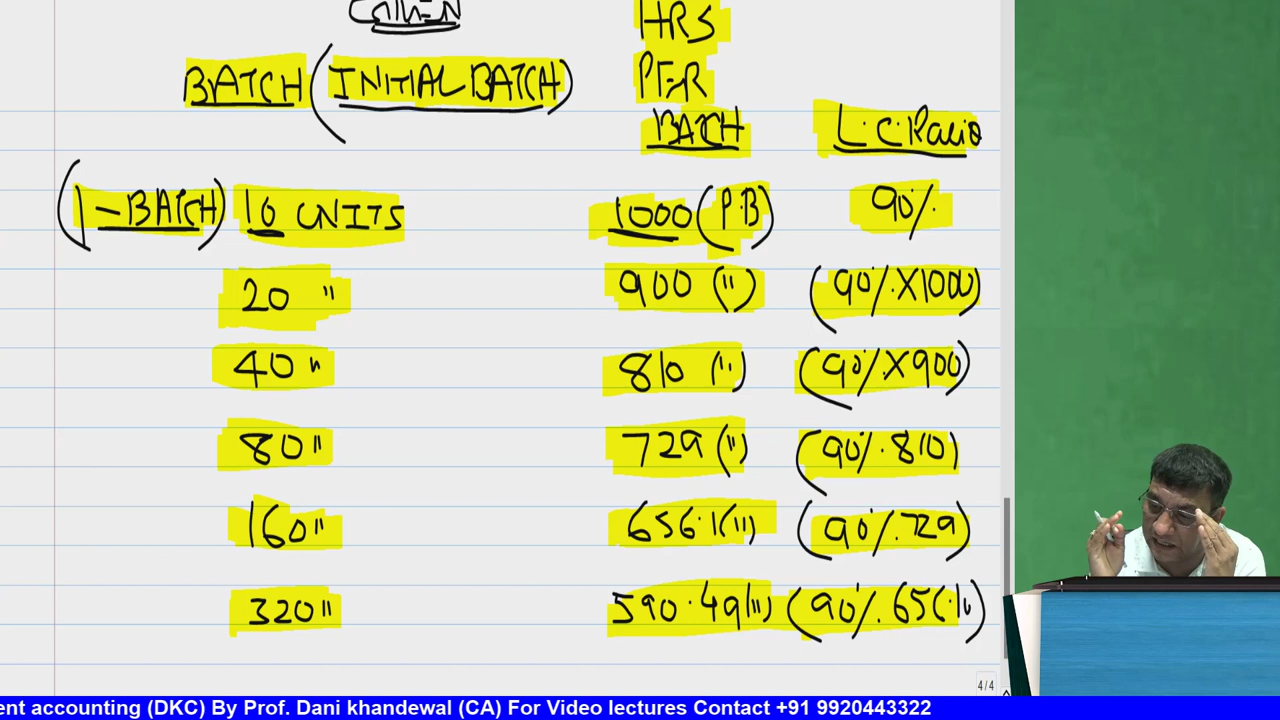 GIVEN HRS
BATCH (INITIAL BATCH) PER
BATCH L.C.Ratio
(1-BATCH) 10 UNITS 1000 (P.B) 90%
20 " 900 (") (90% X 1000)
40 " 810 (") (90% X 900)
80 " 729 (") (90%.810)
160 " 656.1 (") (90%.729)
320 " 590.49 (") (90%.656.10)
4/4
ent accounting (DKC) By Prof. Dani khandewal (CA) For Video lectures Contact +91 9920443322